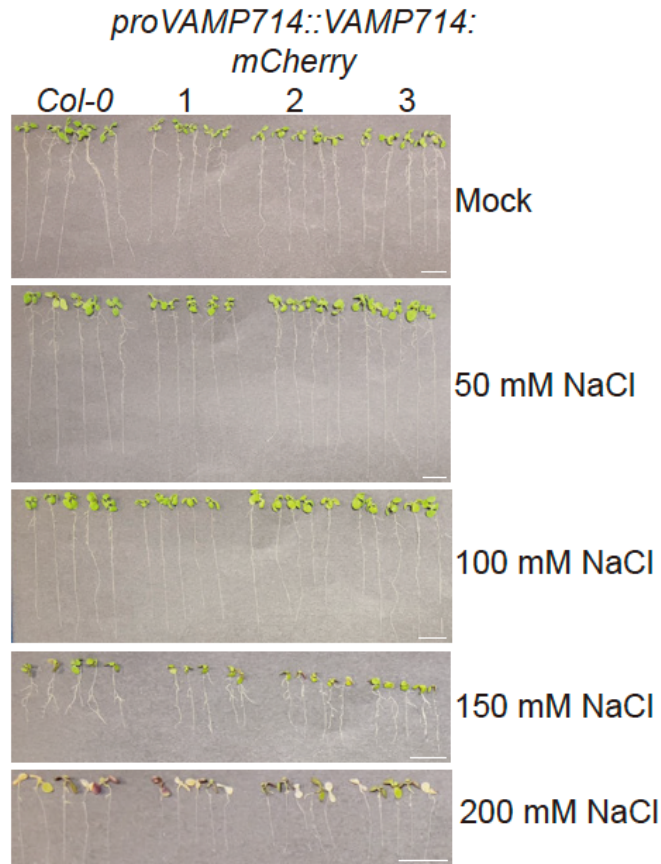 proVAMP714::VAMP714:
mCherry
Col-0 1 2 3
Mock
50 mM NaCl
100 mM NaCl
150 mM NaCl
200 mM NaCl